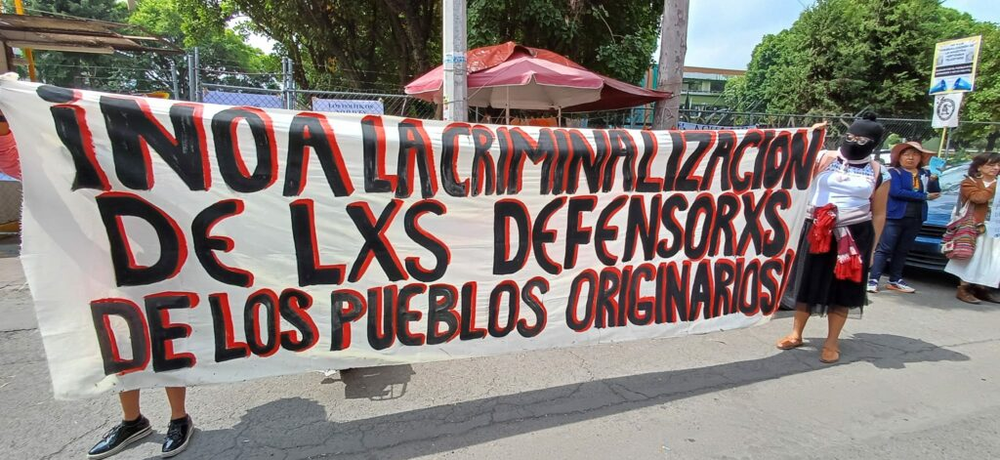 ¡NO A LA CRIMINALIZACIÓN
DE LXS DEFENSORXS
DE LOS PUEBLOS ORIGINARIOS!